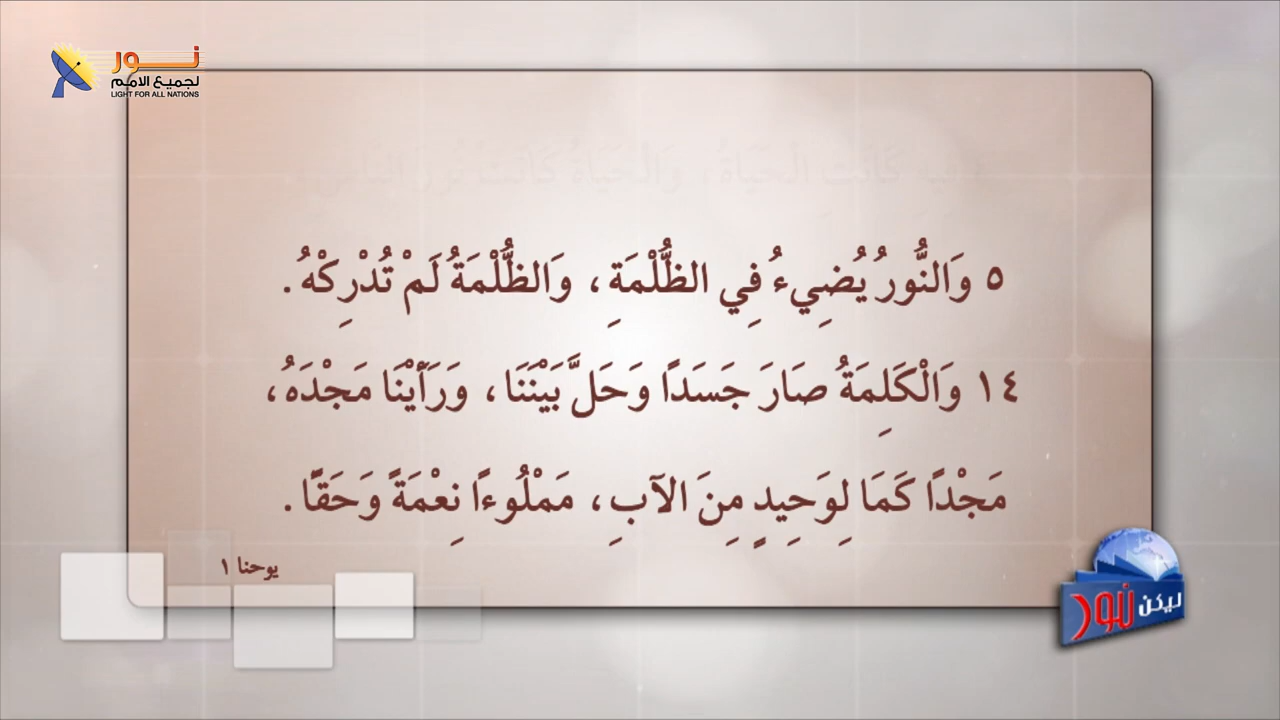 نور
لجميع الامم
LIGHT FOR ALL NATIONS
٥ وَالنُّورُ يُضِيءُ فِي الظُّلْمَةِ، وَالظُّلْمَةُ لَمْ تُدْرِكْهُ.
١٤ وَالْكَلِمَةُ صَارَ جَسَدًا وَحَلَّ بَيْنَنَا، وَرَأَيْنَا مَجْدَهُ،
مَجْدًا كَمَا لِوَحِيدٍ مِنَ الآبِ، مَمْلُوءًا نِعْمَةً وَحَقًّا.
يوحنا ١
ليكن نور